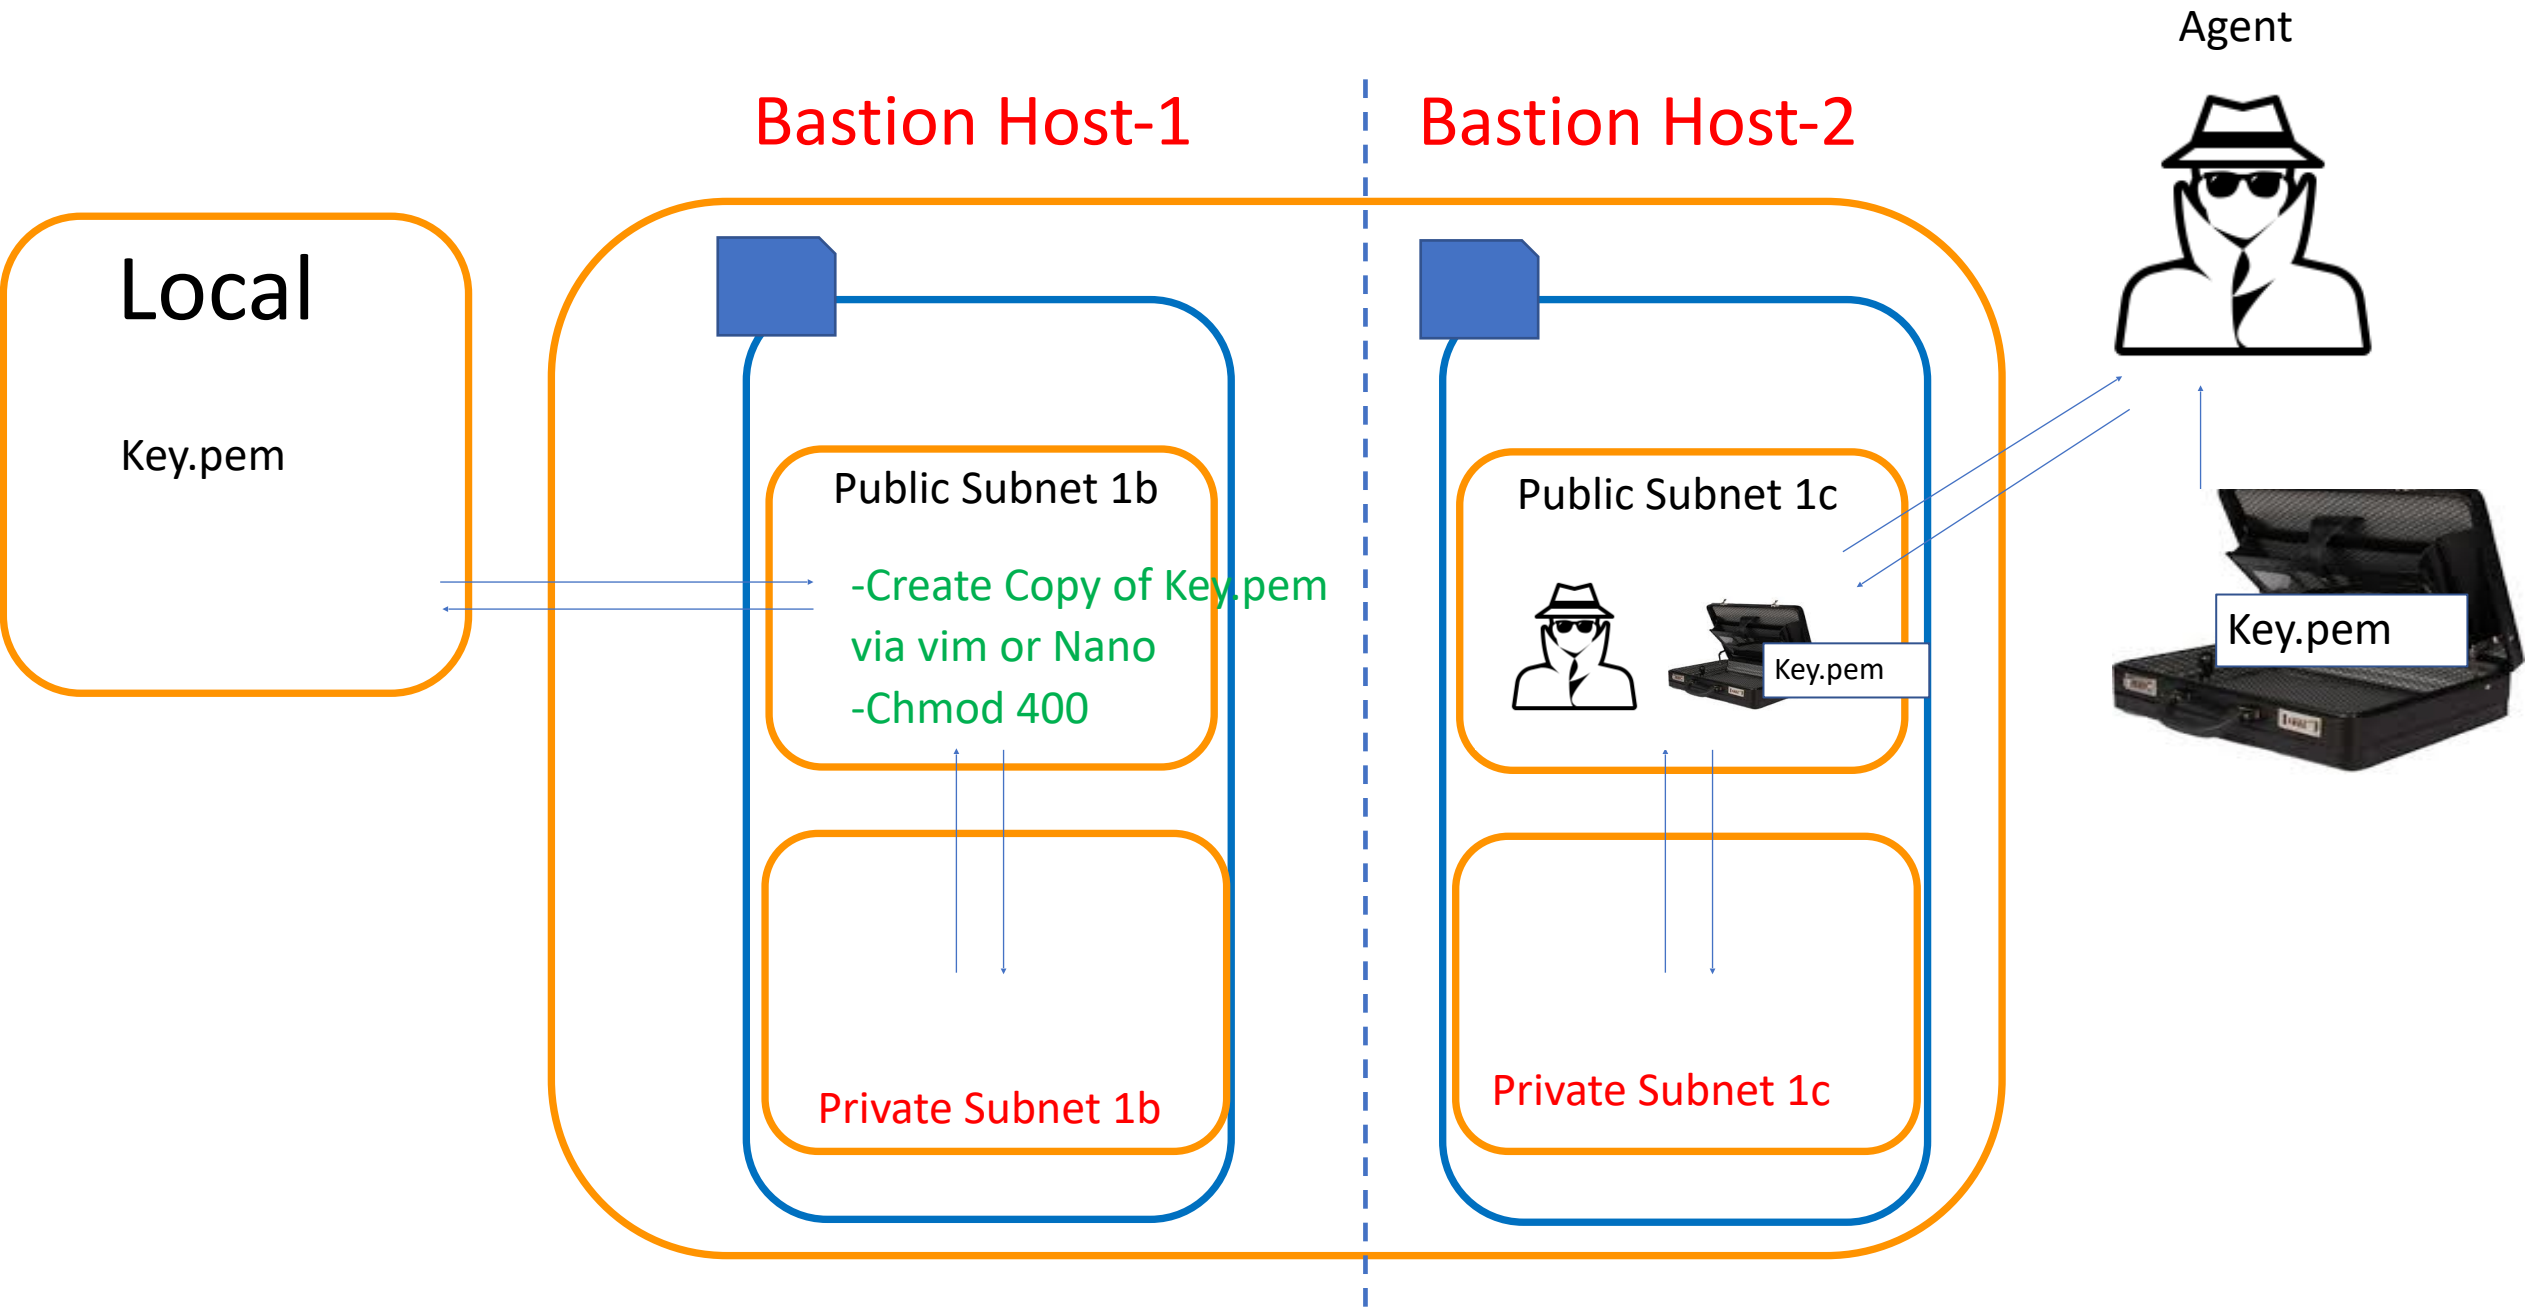 Agent
Bastion Host-1
Bastion Host-2
Local
Key.pem
Public Subnet 1b
-Create Copy of Key.pem
via vim or Nano
-Chmod 400
Private Subnet 1b
Public Subnet 1c
Key.pem
Private Subnet 1c
Key.pem